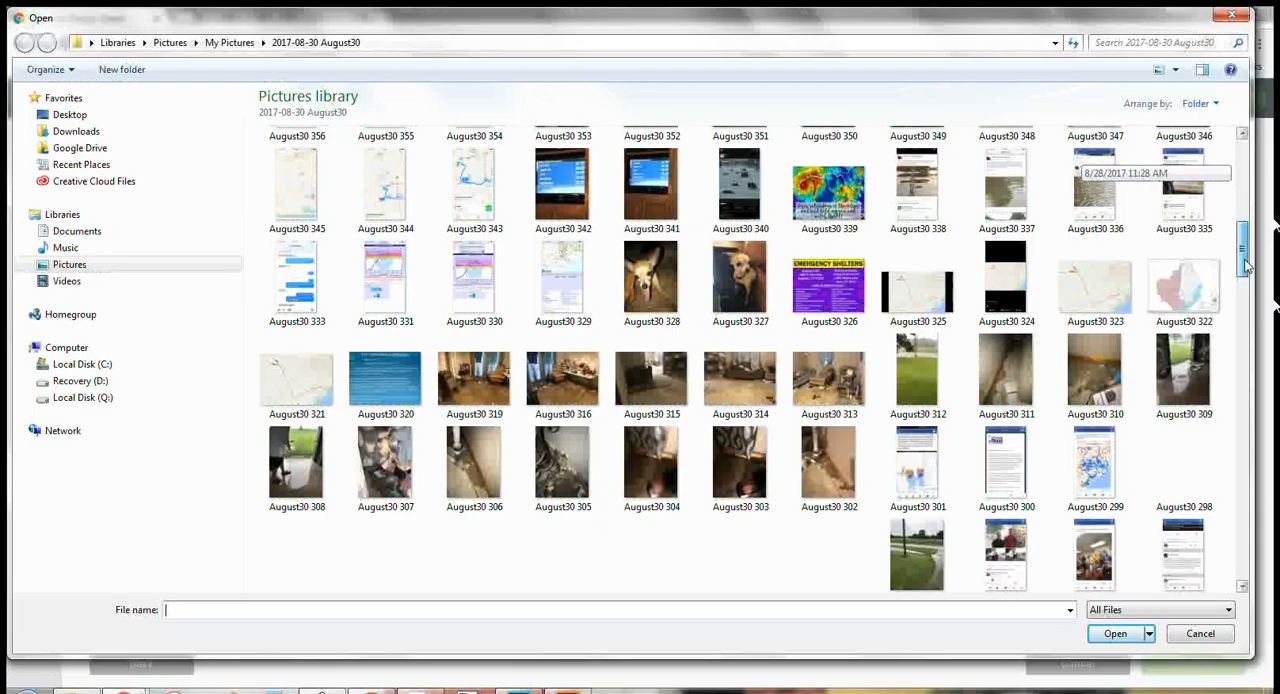 Open
Libraries Pictures My Pictures 2017-08-30 August30
Search 2017-08-30 August30
Organize New folder
Favorites
Desktop
Downloads
Google Drive
Recent Places
Creative Cloud Files
Libraries
Documents
Music
Pictures
Videos
Homegroup
Computer
Local Disk (C:)
Recovery (D:)
Local Disk (Q:)
Network
Pictures library
2017-08-30 August30
Arrange by: Folder
August30 356 August30 355 August30 354 August30 353 August30 352 August30 351 August30 350 August30 349 August30 348 August30 347 August30 346
8/28/2017 11:28 AM
August30 345 August30 344 August30 343 August30 342 August30 341 August30 340 August30 339 August30 338 August30 337 August30 336 August30 335
EMERGENCY SHELTERS
August30 333 August30 331 August30 330 August30 329 August30 328 August30 327 August30 326 August30 325 August30 324 August30 323 August30 322
August30 321 August30 320 August30 319 August30 316 August30 315 August30 314 August30 313 August30 312 August30 311 August30 310 August30 309
August30 308 August30 307 August30 306 August30 305 August30 304 August30 303 August30 302 August30 301 August30 300 August30 299 August30 298
File name:
All Files
Open
Cancel